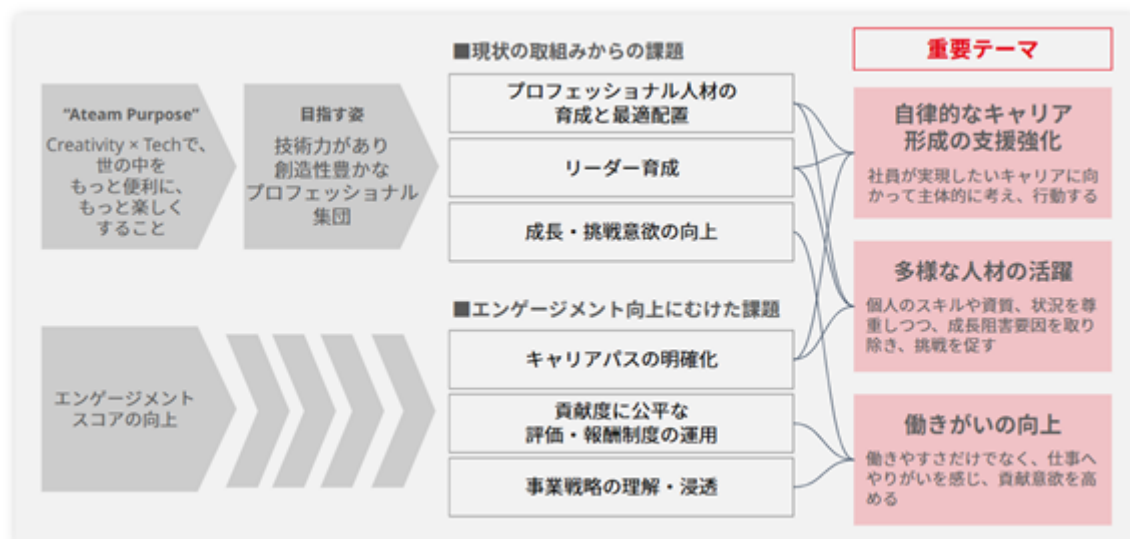 “Ateam Purpose”
Creativity × Techで、
世の中を
もっと便利に、
もっと楽しく
すること
目指す姿
技術力があり
創造性豊かな
プロフェッショナル
集団
■現状の取組みからの課題
プロフェッショナル人材の
育成と最適配置
リーダー育成
成長・挑戦意欲の向上
エンゲージメント
スコアの向上
■エンゲージメント向上にむけた課題
キャリアパスの明確化
貢献度に公平な
評価・報酬制度の運用
事業戦略の理解・浸透
重要テーマ
自律的なキャリア
形成の支援強化
社員が実現したいキャリアに向
かって主体的に考え、行動する
多様な人材の活躍
個人のスキルや資質、状況を尊
重しつつ、成長阻害要因を取り
除き、挑戦を促す
働きがいの向上
働きやすさだけでなく、仕事へ
やりがいを感じ、貢献意欲を高
める